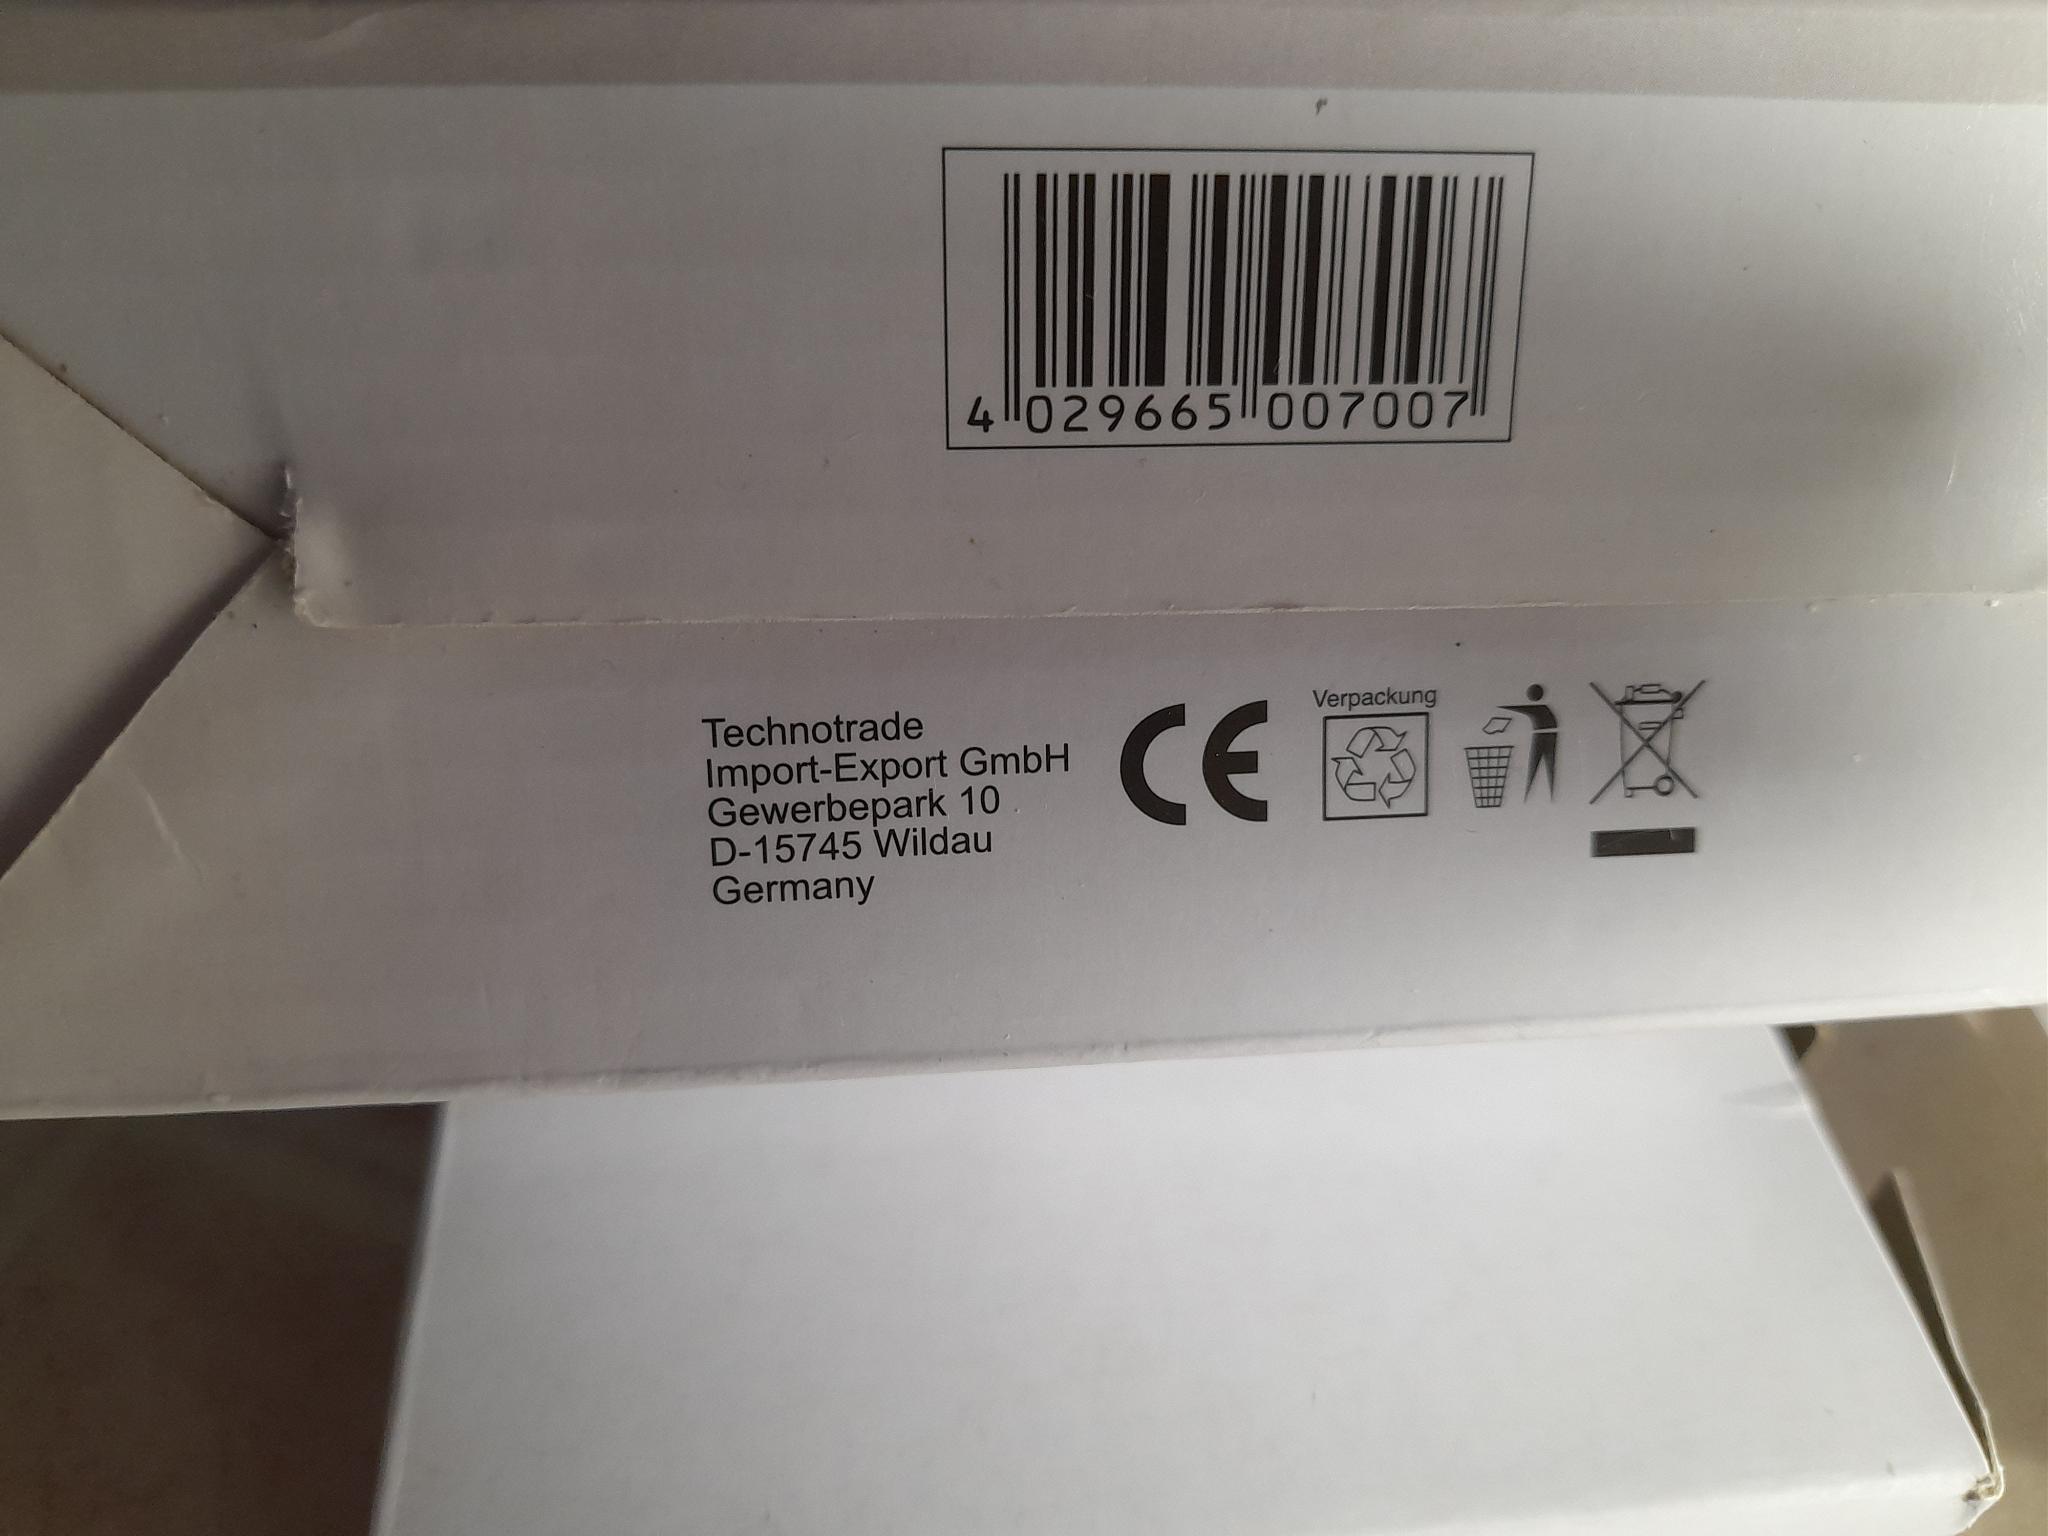 4 029665 007007
Technotrade
Import-Export GmbH
Gewerbepark 10
D-15745 Wildau
Germany
CE
Verpackung